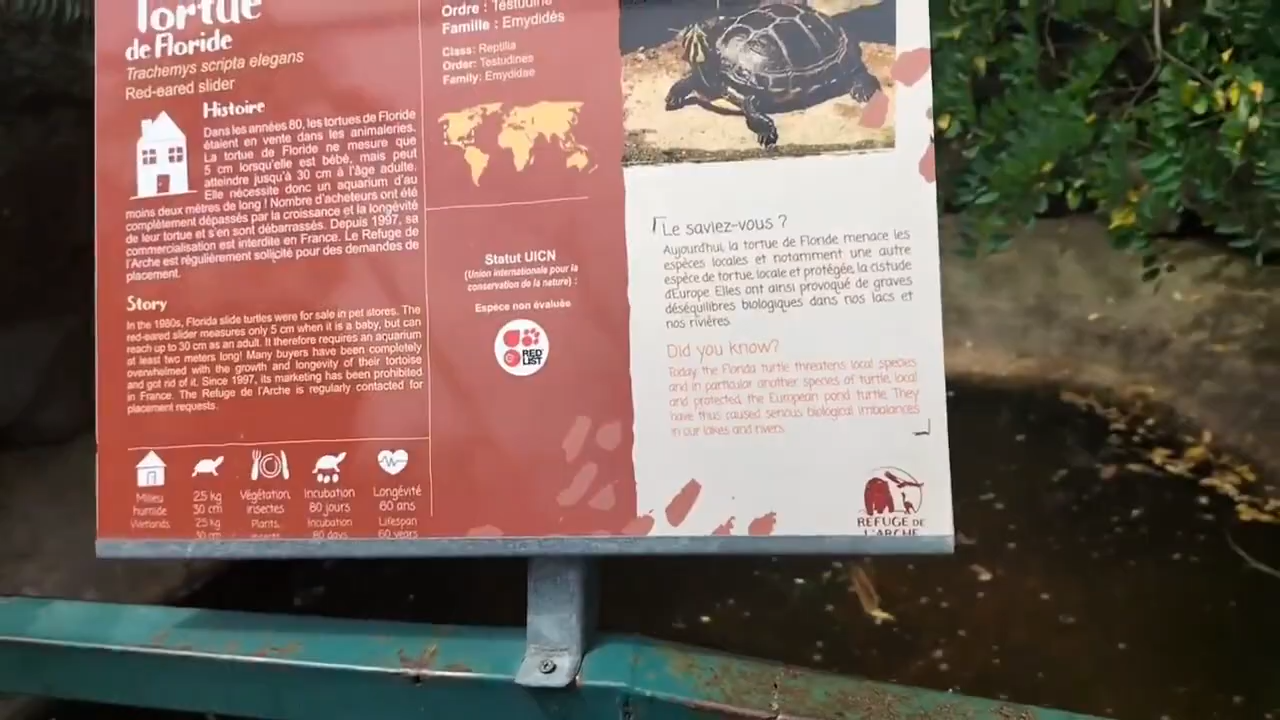 Tortue
de Floride
Trachemys scripta elegans
Red-eared slider
Histoire
Dans les années 80, les tortues de Floride
étaient en vente dans les animaleries.
La tortue de Floride ne mesure que
5 cm lorsqu'elle est bébé, mais peut
atteindre jusqu'à 30 cm à l'âge adulte.
Elle nécessite donc un aquarium d'au
moins deux mètres de long ! Nombre d'acheteurs ont été
complètement dépassés par la croissance et la longévité
de leur tortue et s'en sont débarrassés. Depuis 1997, sa
commercialisation est interdite en France. Le Refuge de
l'Arche est régulièrement sollicité pour des demandes de
placement.
Story
In the 1980s, Florida slide turtles were for sale in pet stores. The
red-eared slider measures only 5 cm when it is a baby, but can
reach up to 30 cm as an adult. It therefore requires an aquarium
at least two meters long! Many buyers have been completely
overwhelmed with the growth and longevity of their tortoise
and got rid of it. Since 1997, its marketing has been prohibited
in France. The Refuge de l'Arche is regularly contacted for
placement requests.
Milieu
humide
Wetlands
25 kg
30 cm
25 kg
30 cm
Végétation,
insectes
Plants,
insects
Incubation
80 jours
Incubation
80 days
Longévité
60 ans
Lifespan
60 years
Ordre : Testudine
Famille : Emydidés
Class: Reptilia
Order: Testudines
Family: Emydidae
Statut UICN
(Union internationale pour la
conservation de la nature) :
Espèce non évaluée
RED
LIST
Le saviez-vous ?
Aujourd'hui, la tortue de Floride menace les
espèces locales et notamment une autre
espèce de tortue, locale et protégée, la cistude
d'Europe. Elles ont ainsi provoqué de graves
déséquilibres biologiques dans nos lacs et
nos rivières.
Did you know?
Today the Florida turtle threatens local species
and in particular another species of turtle, local
and protected, the European pond turtle. They
have thus caused serious biological imbalances
in our lakes and rivers.
REFUGE DE
L'ARCHE